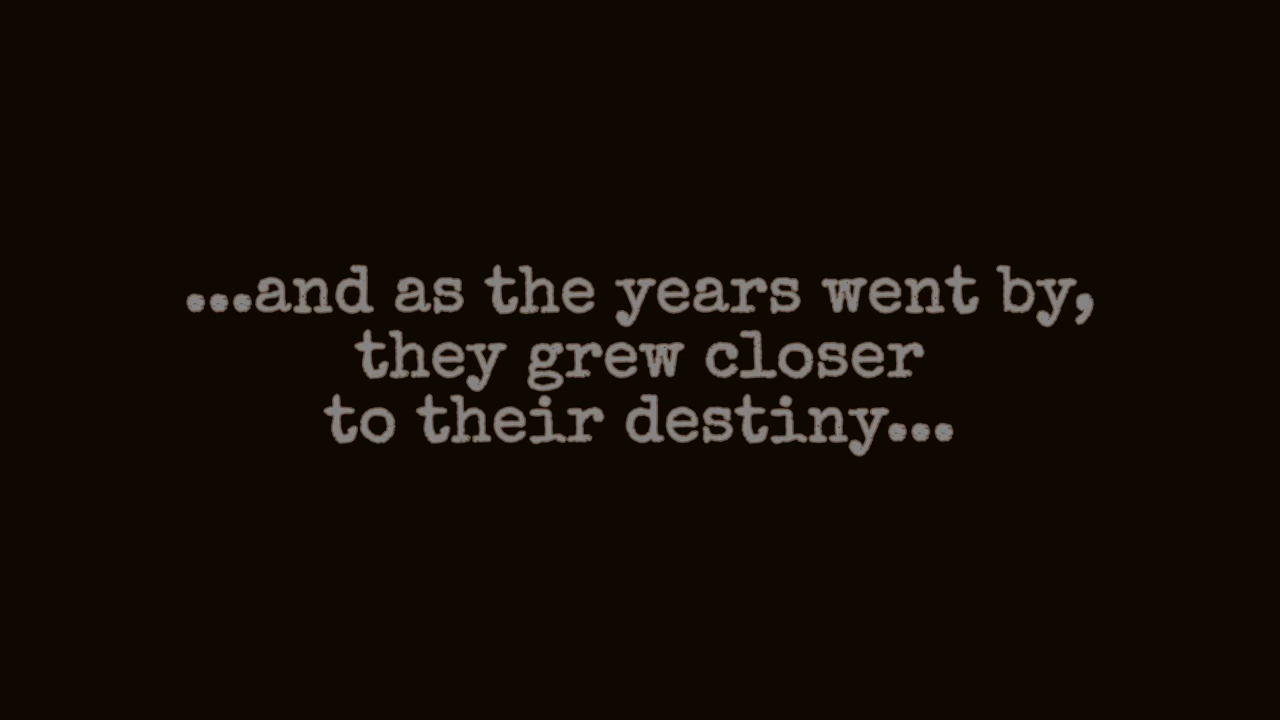 ...and as the years went by,
they grew closer
to their destiny...